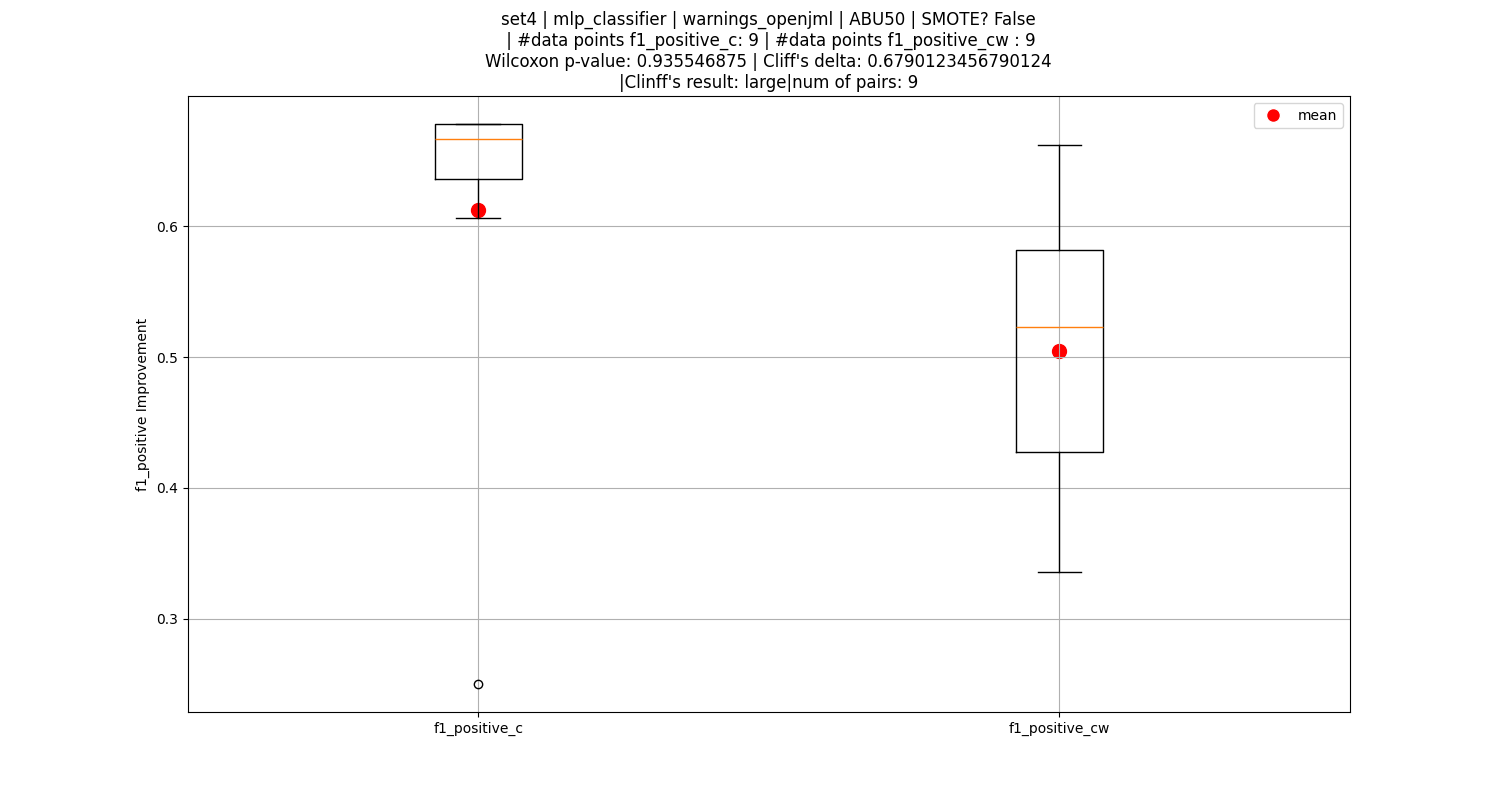 set4 | mlp_classifier | warnings_openjml | ABU50 | SMOTE? False
| #data points f1_positive_c: 9 | #data points f1_positive_cw : 9
Wilcoxon p-value: 0.935546875 | Cliff's delta: 0.6790123456790124
|Clinff's result: large|num of pairs: 9
mean
0.6
0.5
0.4
0.3
f1_positive Improvement
f1_positive_c
f1_positive_cw